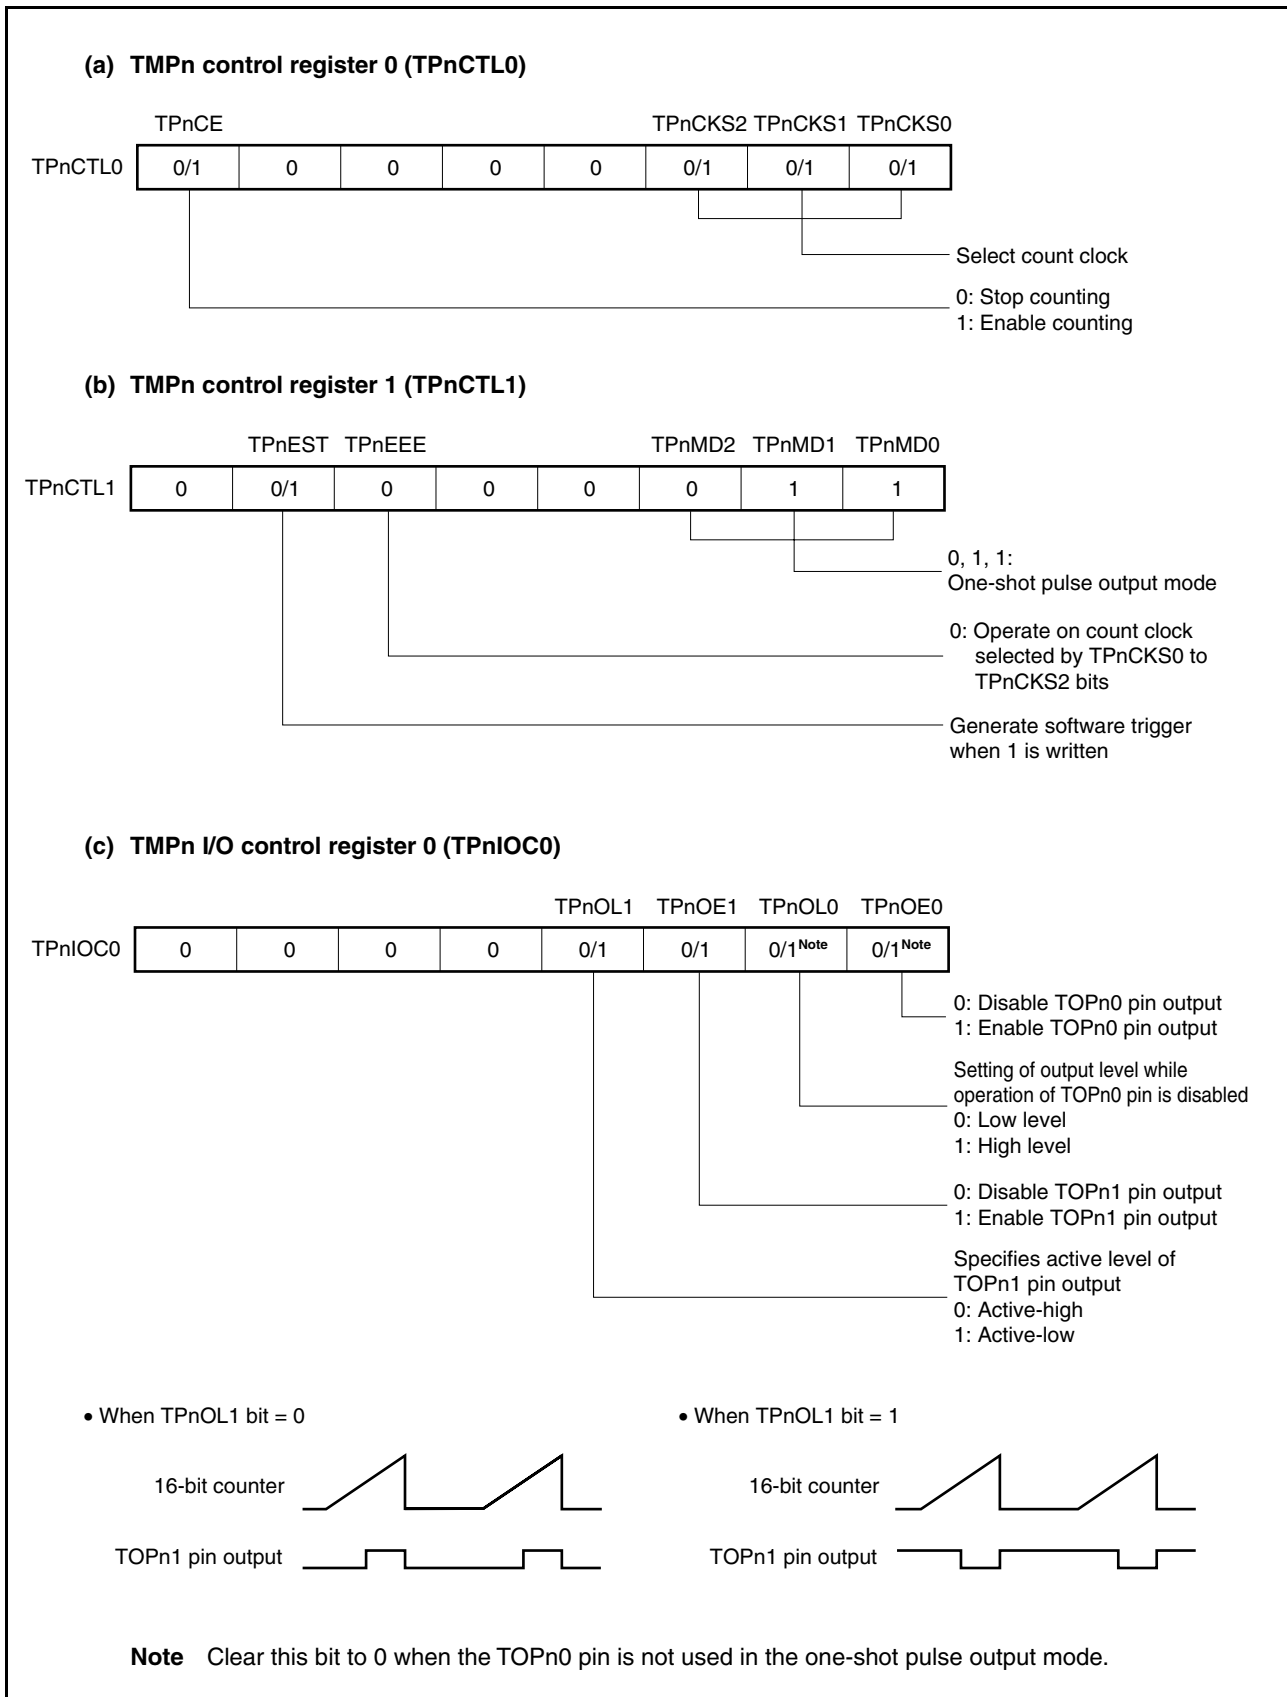 (a) TMPn control register 0 (TPnCTL0)
TPnCE TPnCKS2 TPnCKS1 TPnCKS0
TPnCTL0 0/1 0 0 0 0 0/1 0/1 0/1
Select count clock
0: Stop counting
1: Enable counting
(b) TMPn control register 1 (TPnCTL1)
TPnEST TPnEEE TPnMD2 TPnMD1 TPnMD0
TPnCTL1 0 0/1 0 0 0 0 1 1
0, 1, 1:
One-shot pulse output mode
0: Operate on count clock
selected by TPnCKS0 to
TPnCKS2 bits
Generate software trigger
when 1 is written
(c) TMPn I/O control register 0 (TPnIOC0)
TPnOL1 TPnOE1 TPnOL0 TPnOE0
TPnIOC0 0 0 0 0 0/1 0/1 0/1Note 0/1Note
0: Disable TOPn0 pin output
1: Enable TOPn0 pin output
Setting of output level while
operation of TOPn0 pin is disabled
0: Low level
1: High level
0: Disable TOPn1 pin output
1: Enable TOPn1 pin output
Specifies active level of
TOPn1 pin output
0: Active-high
1: Active-low
• When TPnOL1 bit = 0 • When TPnOL1 bit = 1
16-bit counter 16-bit counter
TOPn1 pin output TOPn1 pin output
Note Clear this bit to 0 when the TOPn0 pin is not used in the one-shot pulse output mode.